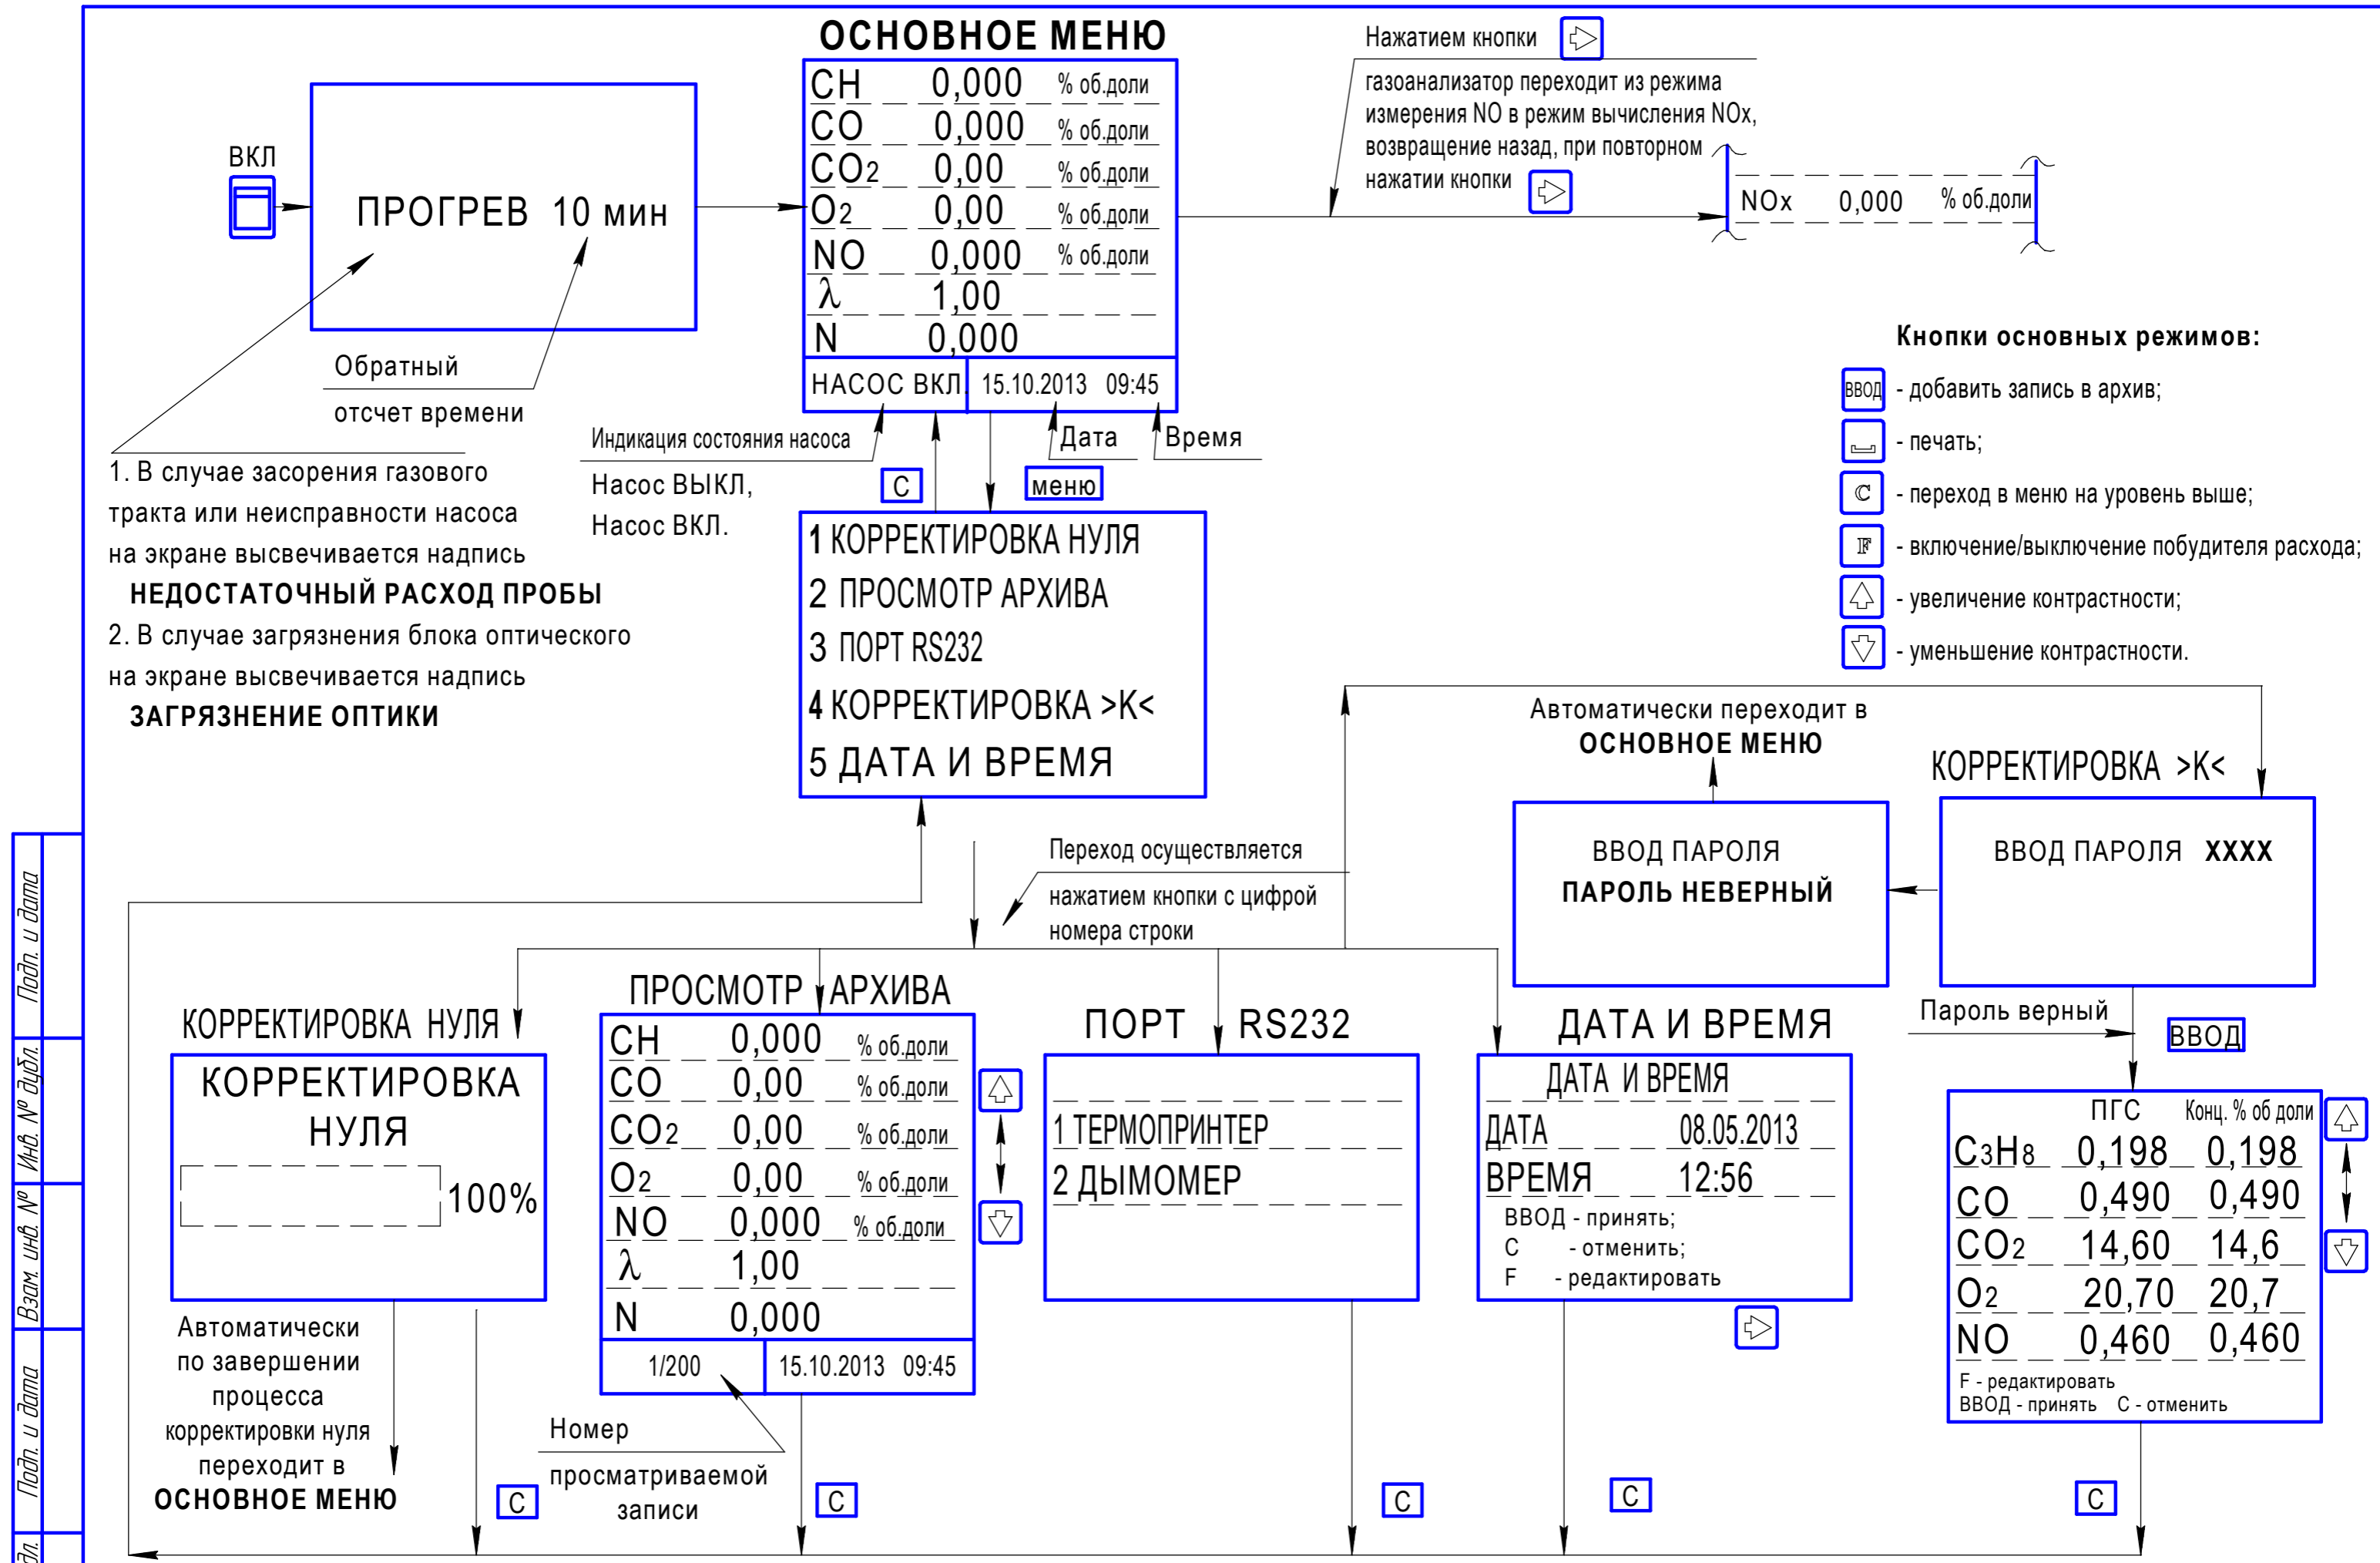 ОСНОВНОЕ МЕНЮ
CH 0,000 % об.доли
CO 0,000 % об.доли
CO2 0,00 % об.доли
O2 0,00 % об.доли
NO 0,000 % об.доли
λ 1,00
N 0,000
НАСОС ВКЛ. 15.10.2013 09:45
ВКЛ
ПРОГРЕВ 10 мин
Обратный
отсчет времени
1. В случае засорения газового
тракта или неисправности насоса
на экране высвечивается надпись
НЕДОСТАТОЧНЫЙ РАСХОД ПРОБЫ
2. В случае загрязнения блока оптического
на экране высвечивается надпись
ЗАГРЯЗНЕНИЕ ОПТИКИ
Индикация состояния насоса
Насос ВЫКЛ,
Насос ВКЛ.
Дата
Время
C
меню
Нажатием кнопки
газоанализатор переходит из режима
измерения NO в режим вычисления NOx,
возвращение назад, при повторном
нажатии кнопки
NOx 0,000 % об.доли
Кнопки основных режимов:
ВВОД - добавить запись в архив;
- печать;
C - переход в меню на уровень выше;
F - включение/выключение побудителя расхода;
- увеличение контрастности;
- уменьшение контрастности.
1 КОРРЕКТИРОВКА НУЛЯ
2 ПРОСМОТР АРХИВА
3 ПОРТ RS232
4 КОРРЕКТИРОВКА >K<
5 ДАТА И ВРЕМЯ
Переход осуществляется
нажатием кнопки с цифрой
номера строки
Автоматически переходит в
ОСНОВНОЕ МЕНЮ
ВВОД ПАРОЛЯ
ПАРОЛЬ НЕВЕРНЫЙ
КОРРЕКТИРОВКА >K<
ВВОД ПАРОЛЯ XXXX
Пароль верный
ВВОД
КОРРЕКТИРОВКА НУЛЯ
КОРРЕКТИРОВКА
НУЛЯ
100%
Автоматически
по завершении
процесса
корректировки нуля
переходит в
ОСНОВНОЕ МЕНЮ
C
ПРОСМОТР АРХИВА
CH 0,000 % об.доли
CO 0,00 % об.доли
CO2 0,00 % об.доли
O2 0,00 % об.доли
NO 0,000 % об.доли
λ 1,00
N 0,000
1/200 15.10.2013 09:45
Номер
просматриваемой
записи
C
ПОРТ RS232
1 ТЕРМОПРИНТЕР
2 ДЫМОМЕР
C
ДАТА И ВРЕМЯ
ДАТА И ВРЕМЯ
ДАТА 08.05.2013
ВРЕМЯ 12:56
ВВОД - принять;
C - отменить;
F - редактировать
C
ПГС Конц. % об доли
C3H8 0,198 0,198
CO 0,490 0,490
CO2 14,60 14,6
O2 20,70 20,7
NO 0,460 0,460
F - редактировать
ВВОД - принять C - отменить
C
Подп. и дата
Инв. № дубл.
Взам. инв. №
Подп. и дата